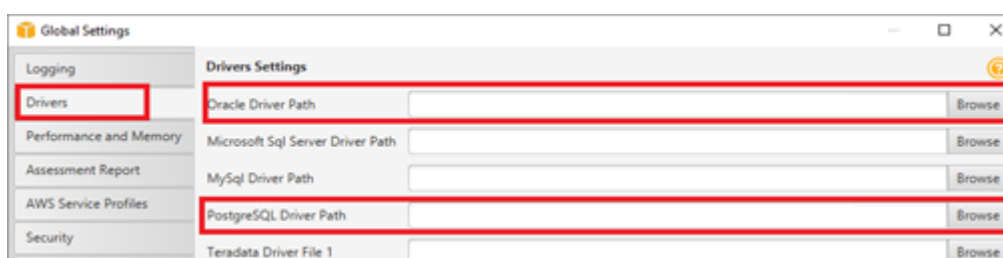 Global Settings
Logging
Drivers Settings
Drivers
Oracle Driver Path
Browse
Performance and Memory
Microsoft Sql Server Driver Path
Browse
Assessment Report
MySql Driver Path
Browse
AWS Service Profiles
PostgreSQL Driver Path
Browse
Security
Teradata Driver File 1
Browse